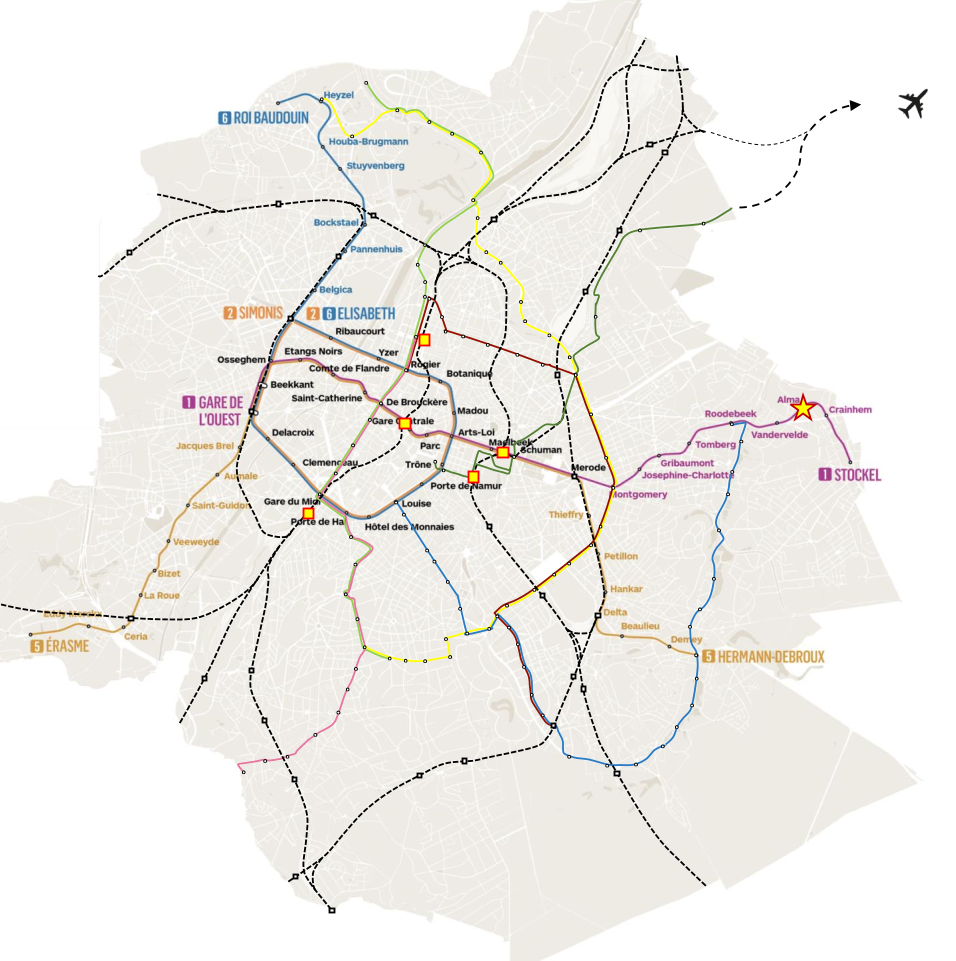 Heyzel
6 ROI BAUDOUIN
Houba-Brugmann
Stuyvenberg
Bockstael
Pannenhuis
Belgica
2 SIMONIS
2 6 ELISABETH
Ribaucourt
Yzer
Etangs Noirs
Osseghem
Comte de Flandre
Rogier
Botanique
Beekkant
Saint-Catherine
De Brouckère
Madou
1 GARE DE
L'OUEST
Gare Centrale
Arts-Loi
Parc
Delacroix
Jacques Brel
Clemenceau
Trône
Maelbeek
Schuman
Merode
Aumale
Porte de Namur
Gare du Midi
Louise
Saint-Guidon
Porte de Ha
Hôtel des Monnaies
Thieffry
Montgomery
Josephine-Charlotte
Gribaumont
Tomberg
Roodebeek
Vandervelde
Alma
Crainhem
1 STOCKEL
Veeweyde
Bizet
La Roue
Ceria
5 ÉRASME
Petillon
Hankar
Delta
Beaulieu
Demey
5 HERMANN-DEBROUX